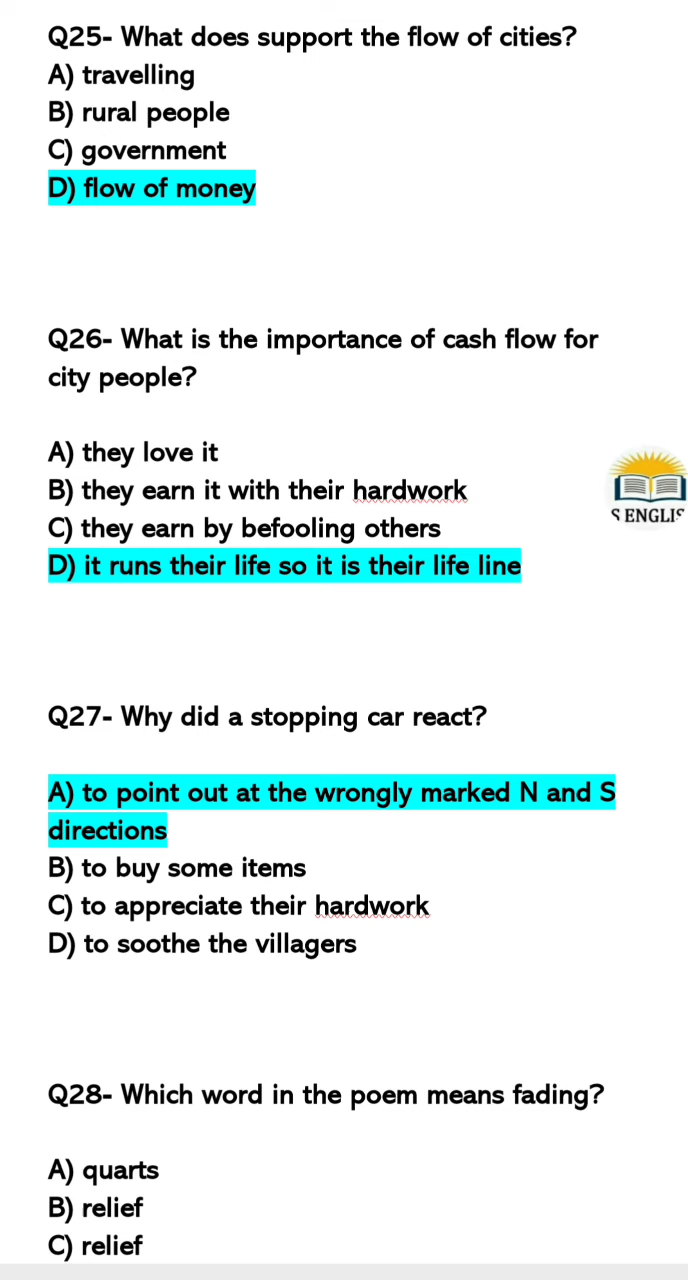 Q25- What does support the flow of cities?
A) travelling
B) rural people
C) government
D) flow of money
Q26- What is the importance of cash flow for
city people?
A) they love it
B) they earn it with their hardwork
C) they earn by befooling others
D) it runs their life so it is their life line
S ENGLIS
Q27- Why did a stopping car react?
A) to point out at the wrongly marked N and S
directions
B) to buy some items
C) to appreciate their hardwork
D) to soothe the villagers
Q28- Which word in the poem means fading?
A) quarts
B) relief
C) relief